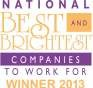 NATIONAL
BEST AND
BRIGHTEST
COMPANIES
TO WORK FOR
WINNER 2013